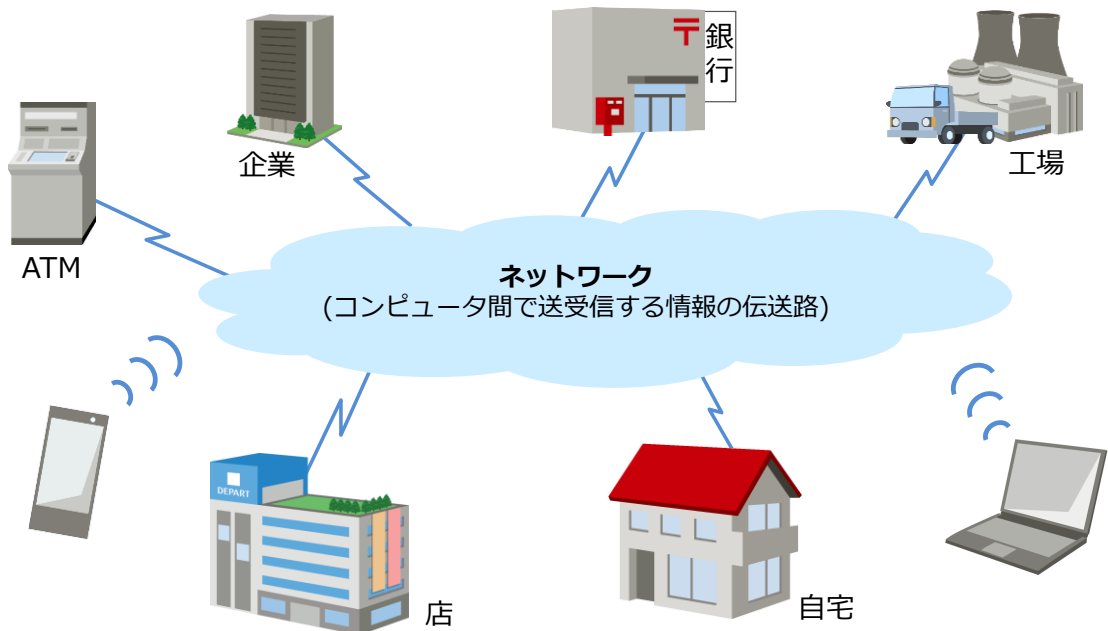 銀行
企業
工場
ATM
ネットワーク
(コンピュータ間で送受信する情報の伝送路)
DEPART
店
自宅